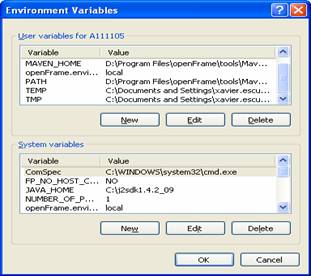 Environment Variables
User variables for A111105
Variable Value
MAVEN_HOME D:\Program Files\openFrame\tools\Mav...
openFrame.envi... local
PATH D:\Program Files\openFrame\tools\Mav...
TEMP C:\Documents and Settings\xavier.escu...
TMP C:\Documents and Settings\xavier.escu...
New Edit Delete
System variables
Variable Value
ComSpec C:\WINDOWS\system32\cmd.exe
FP_NO_HOST_C... NO
JAVA_HOME C:\j2sdk1.4.2_09
NUMBER_OF_P... 1
openFrame.envi... local
New Edit Delete
OK Cancel